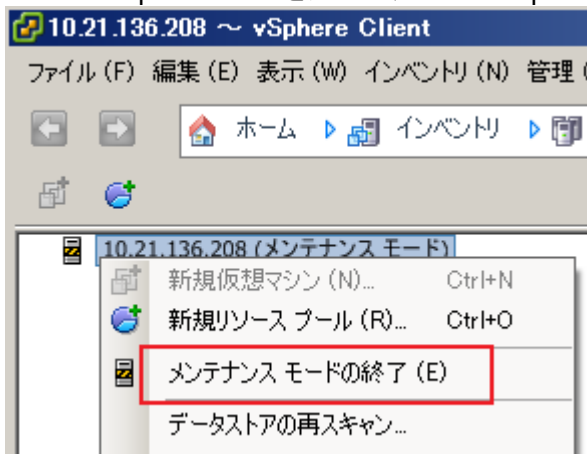 10.21.136.208 ～ vSphere Client
ファイル (F) 編集 (E) 表示 (W) インベントリ (N) 管理 (
ホーム インベントリ
10.21.136.208 (メンテナンス モード)
新規仮想マシン (N)... Ctrl+N
新規リソース プール (R)... Ctrl+O
メンテナンス モードの終了 (E)
データストアの再スキャン...